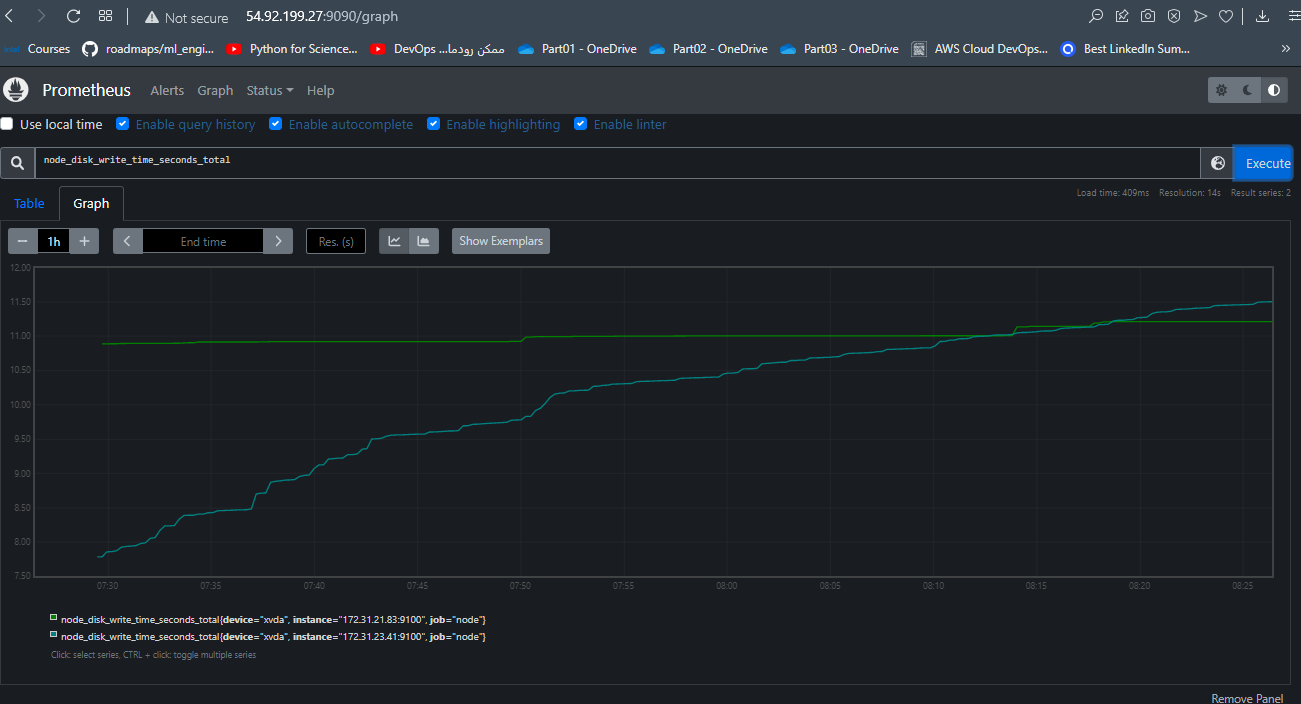 Not secure 54.92.199.27:9090/graph
Courses roadmaps/ml_engi... Python for Science... DevOps ...ممكن رودما Part01 - OneDrive Part02 - OneDrive Part03 - OneDrive AWS Cloud DevOps... Best LinkedIn Sum... »
Prometheus Alerts Graph Status Help
Use local time Enable query history Enable autocomplete Enable highlighting Enable linter
node_disk_write_time_seconds_total Execute
Load time: 409ms Resolution: 14s Result series: 2
Table Graph
− 1h + < End time > Res. (s) Show Exemplars
12.00
11.50
11.00
10.50
10.00
9.50
9.00
8.50
8.00
7.50
07:30 07:35 07:40 07:45 07:50 07:55 08:00 08:05 08:10 08:15 08:20 08:25
node_disk_write_time_seconds_total{device="xvda", instance="172.31.21.83:9100", job="node"}
node_disk_write_time_seconds_total{device="xvda", instance="172.31.23.41:9100", job="node"}
Click: select series, CTRL + click: toggle multiple series
Remove Panel